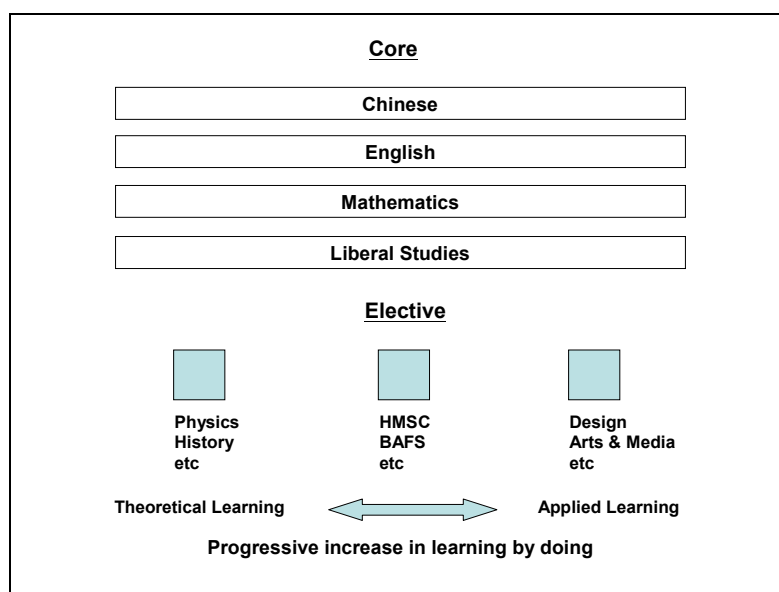 Core
Chinese
English
Mathematics
Liberal Studies
Elective
Physics
History
etc
HMSC
BAFS
etc
Design
Arts & Media
etc
Theoretical Learning
Applied Learning
Progressive increase in learning by doing